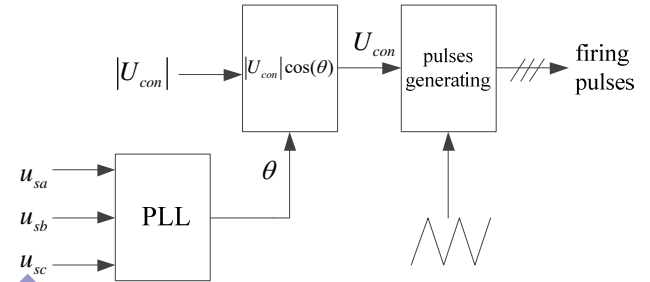 |U_con|
|U_con| cos(θ)
U_con
pulses
generating
firing
pulses
θ
u_sa
u_sb
u_sc
PLL